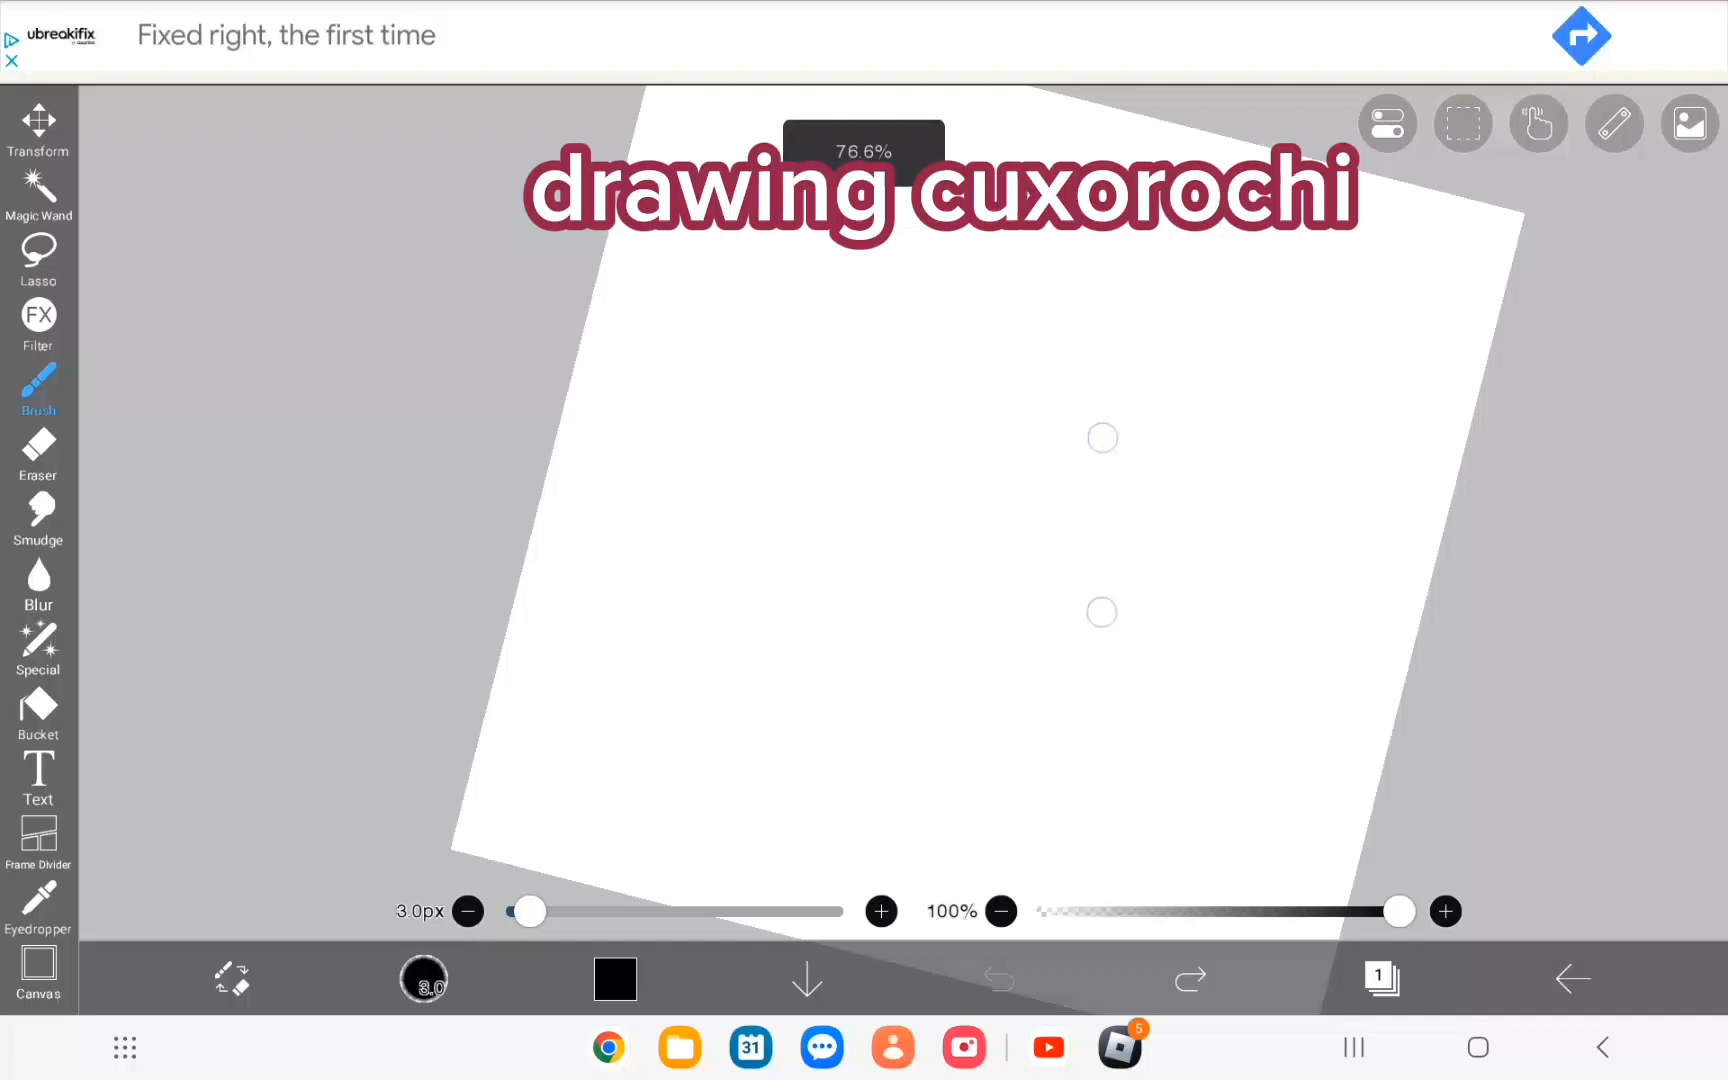 ubreakifix
Fixed right, the first time
76.6%
drawing cuxorochi
Transform
Magic Wand
Lasso
FX
Filter
Brush
Eraser
Smudge
Blur
Special
Bucket
T
Text
Frame Divider
Eyedropper
Canvas
3.0px
100%
3.0
1
31
5